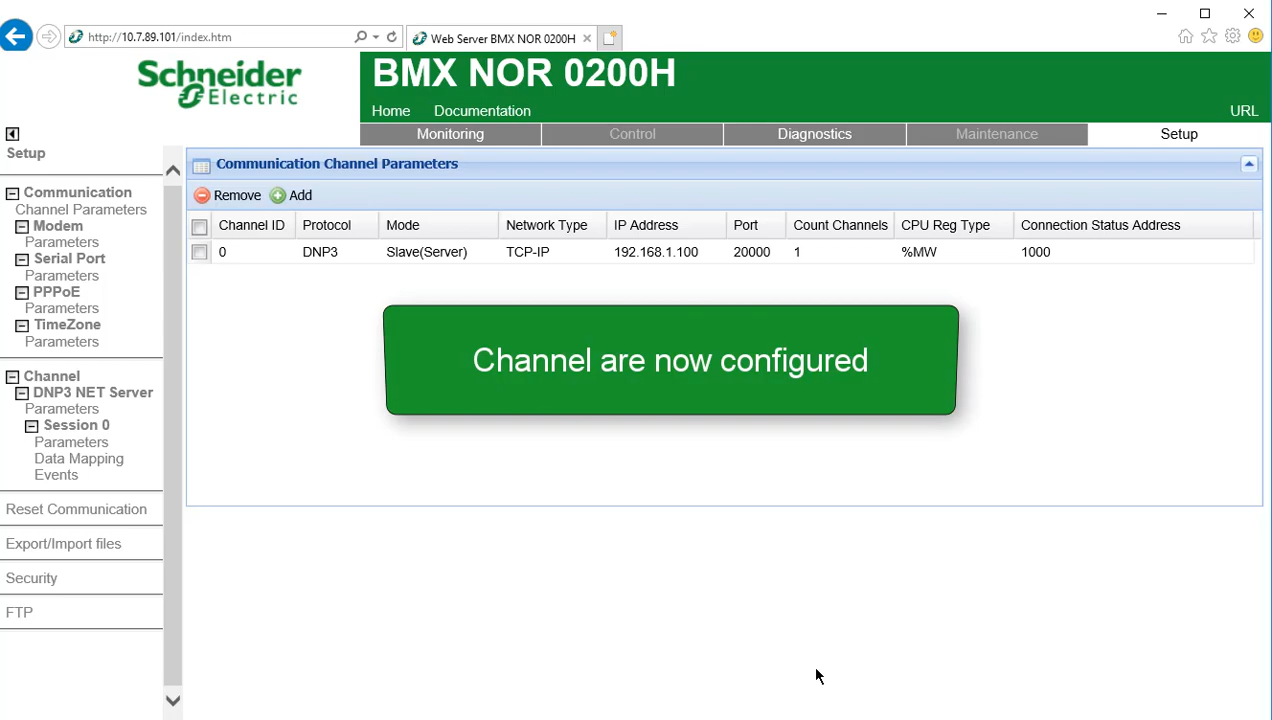 http://10.7.89.101/index.htm
Web Server BMX NOR 0200H
Schneider Electric
BMX NOR 0200H
Home Documentation URL
Monitoring Control Diagnostics Maintenance Setup
Setup
Communication
Channel Parameters
Modem
Parameters
Serial Port
Parameters
PPPoE
Parameters
TimeZone
Parameters
Channel
DNP3 NET Server
Parameters
Session 0
Parameters
Data Mapping
Events
Reset Communication
Export/Import files
Security
FTP
Communication Channel Parameters
Remove Add
Channel ID Protocol Mode Network Type IP Address Port Count Channels CPU Reg Type Connection Status Address
0 DNP3 Slave(Server) TCP-IP 192.168.1.100 20000 1 %MW 1000
Channel are now configured